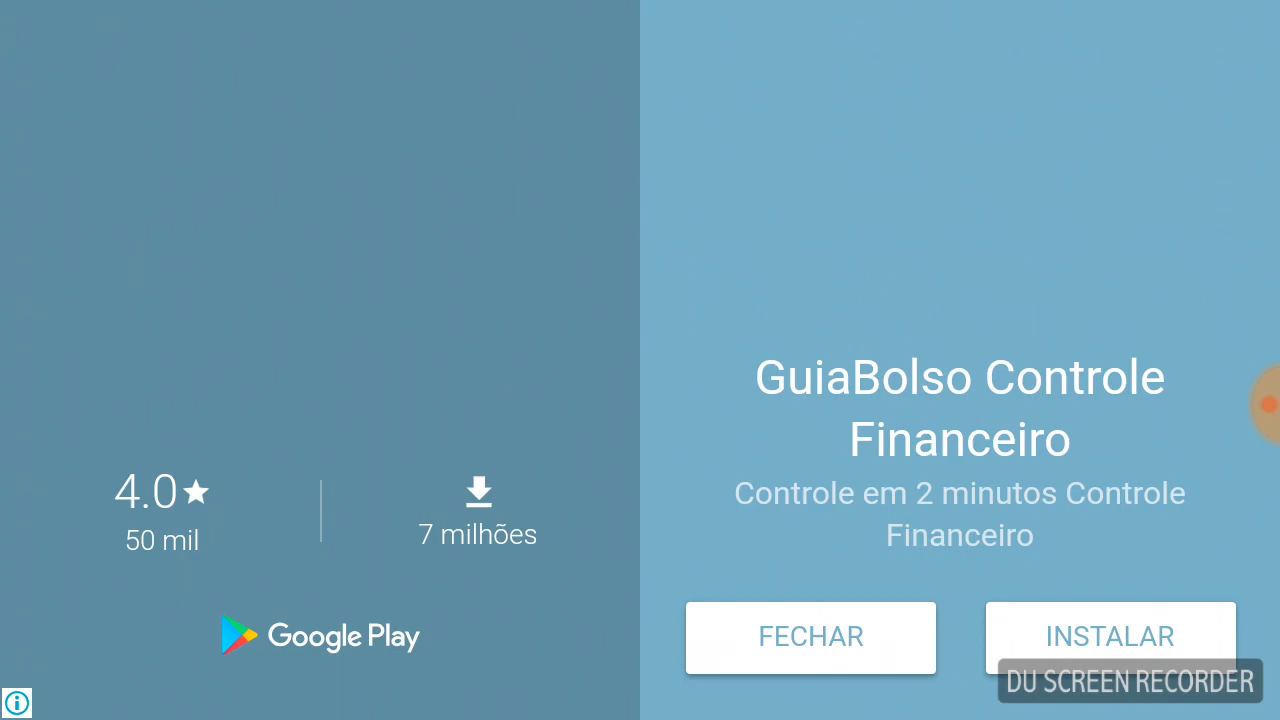 4.0
50 mil
7 milhões
Google Play
GuiaBolso Controle
Financeiro
Controle em 2 minutos Controle
Financeiro
FECHAR
INSTALAR
DU SCREEN RECORDER